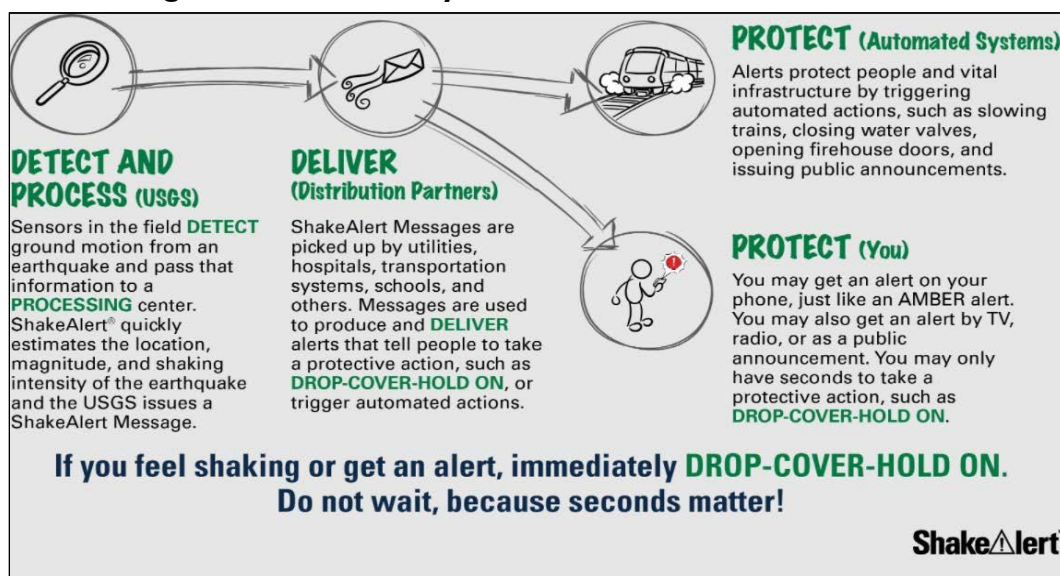 DETECT AND
PROCESS (USGS)
Sensors in the field DETECT
ground motion from an
earthquake and pass that
information to a
PROCESSING center.
ShakeAlert® quickly
estimates the location,
magnitude, and shaking
intensity of the earthquake
and the USGS issues a
ShakeAlert Message.
DELIVER
(Distribution Partners)
ShakeAlert Messages are
picked up by utilities,
hospitals, transportation
systems, schools, and
others. Messages are used
to produce and DELIVER
alerts that tell people to take
a protective action, such as
DROP-COVER-HOLD ON, or
trigger automated actions.
PROTECT (Automated Systems)
Alerts protect people and vital
infrastructure by triggering
automated actions, such as slowing
trains, closing water valves,
opening firehouse doors, and
issuing public announcements.
PROTECT (You)
You may get an alert on your
phone, just like an AMBER alert.
You may also get an alert by TV,
radio, or as a public
announcement. You may only
have seconds to take a
protective action, such as
DROP-COVER-HOLD ON.
If you feel shaking or get an alert, immediately DROP-COVER-HOLD ON.
Do not wait, because seconds matter!
ShakeAlert